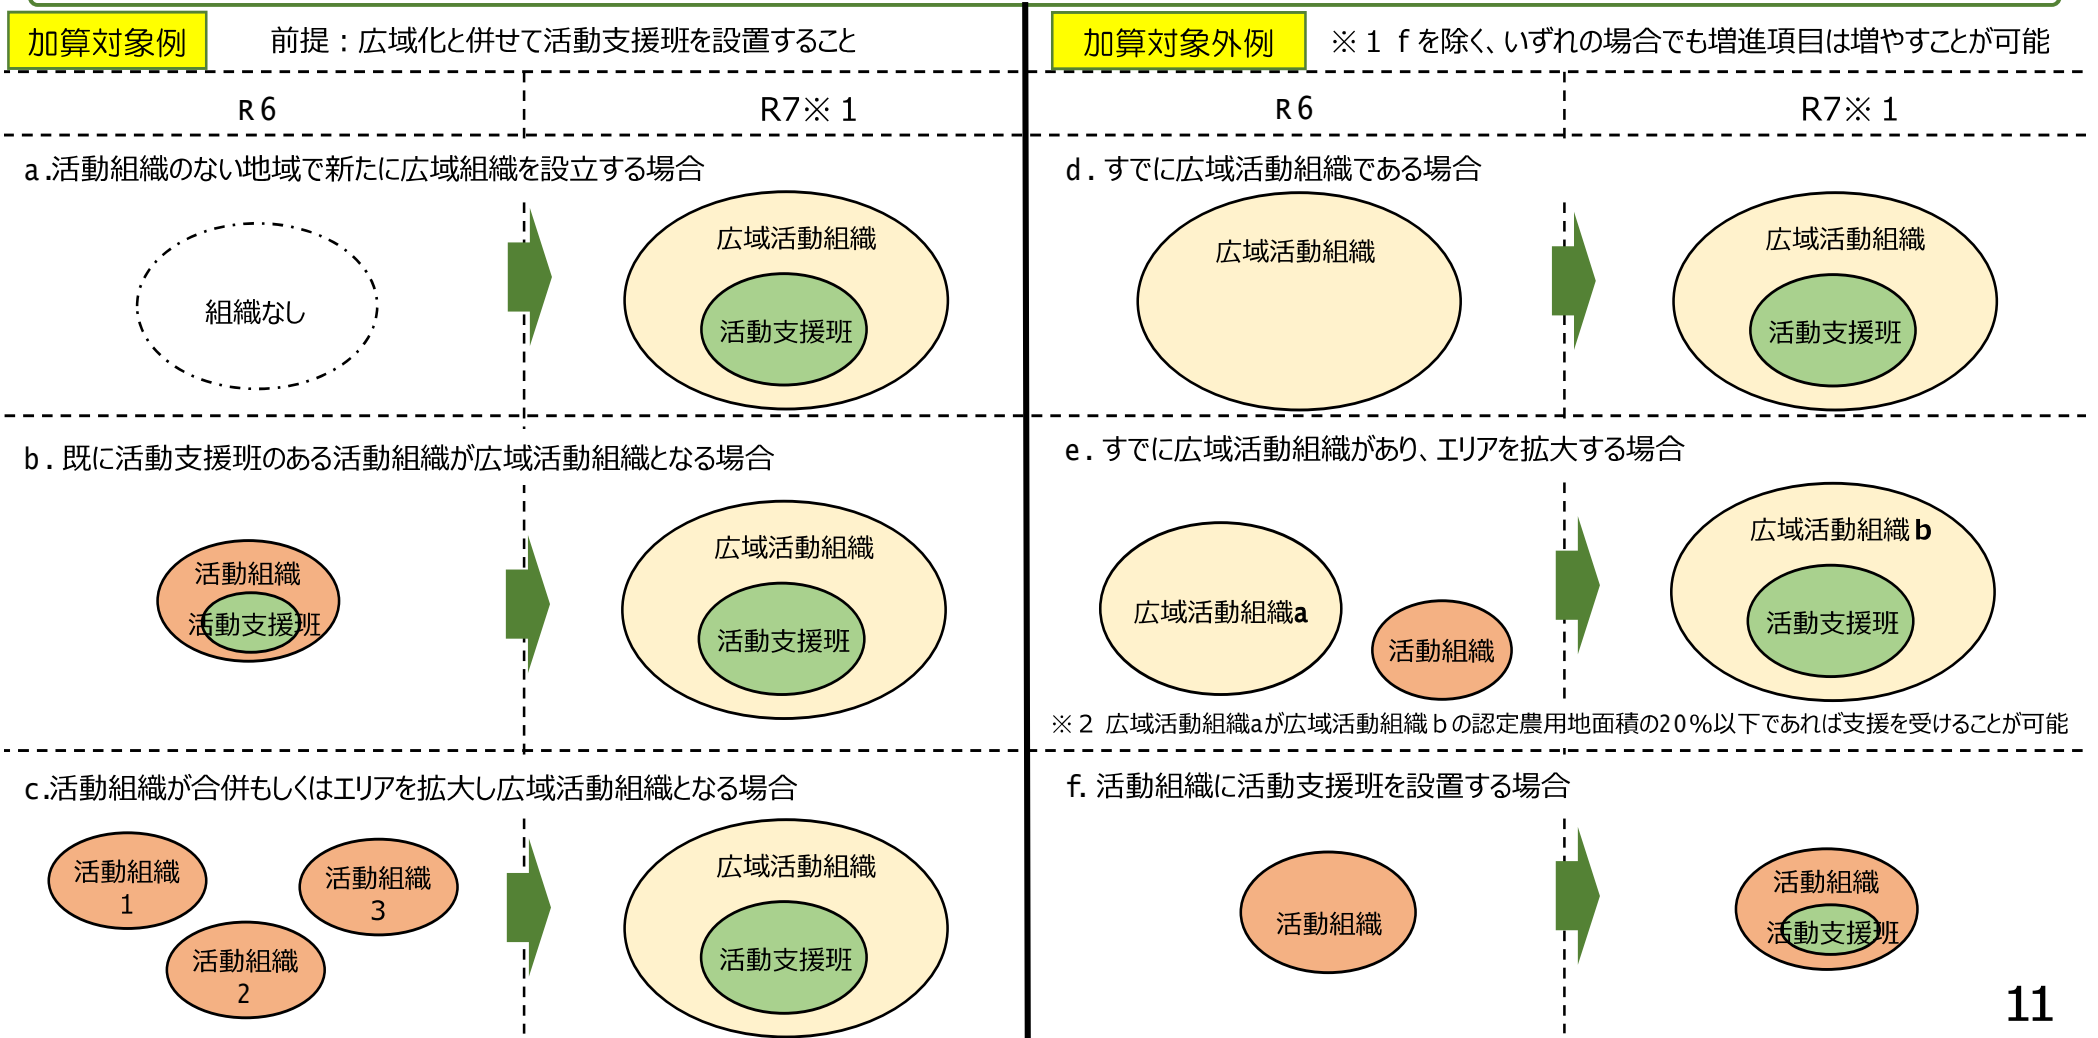 加算対象例
前提：広域化と併せて活動支援班を設置すること
R6
R7※１
a.活動組織のない地域で新たに広域組織を設立する場合
組織なし
広域活動組織
活動支援班
b. 既に活動支援班のある活動組織が広域活動組織となる場合
活動組織
活動支援班
広域活動組織
活動支援班
c.活動組織が合併もしくはエリアを拡大し広域活動組織となる場合
活動組織
1
活動組織
3
活動組織
2
広域活動組織
活動支援班
加算対象外例
※１ f を除く、いずれの場合でも増進項目は増やすことが可能
R6
R7※１
d. すでに広域活動組織である場合
広域活動組織
広域活動組織
活動支援班
e. すでに広域活動組織があり、エリアを拡大する場合
広域活動組織a
活動組織
広域活動組織ｂ
活動支援班
※２ 広域活動組織aが広域活動組織ｂの認定農用地面積の20%以下であれば支援を受けることが可能
f. 活動組織に活動支援班を設置する場合
活動組織
活動組織
活動支援班
11